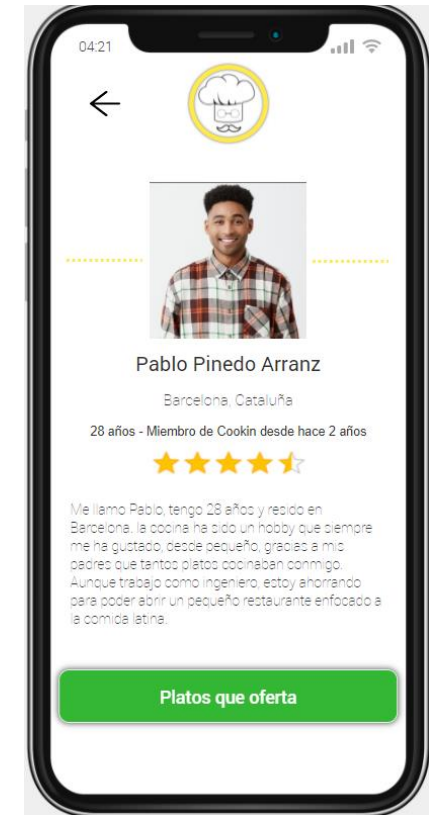 04:21
Pablo Pinedo Arranz
Barcelona, Cataluña
28 años - Miembro de Cookin desde hace 2 años
Me llamo Pablo, tengo 28 años y resido en
Barcelona. la cocina ha sido un hobby que siempre
me ha gustado, desde pequeño, gracias a mis
padres que tantos platos cocinaban conmigo.
Aunque trabajo como ingeniero, estoy ahorrando
para poder abrir un pequeño restaurante enfocado a
la comida latina.
Platos que oferta